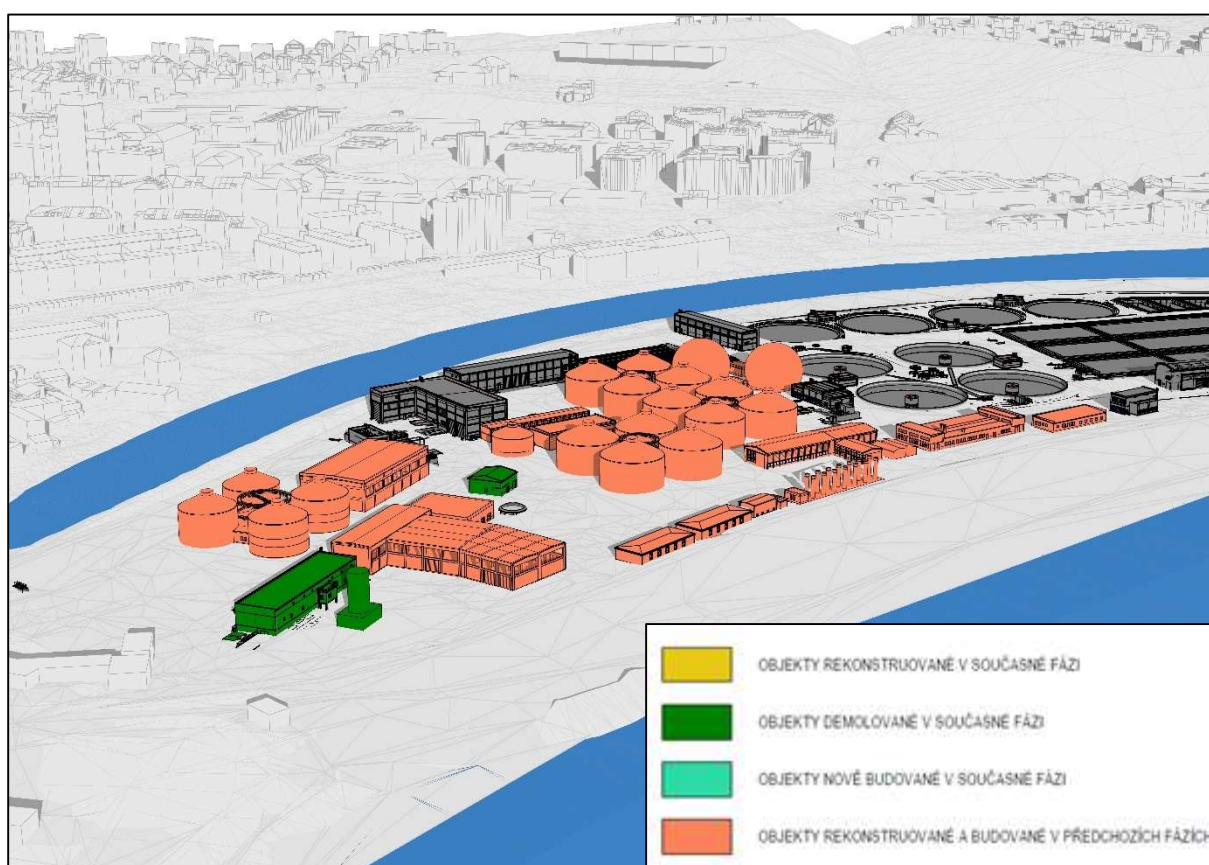 OBJEKTY REKONSTRUOVANÉ V SOUČASNÉ FÁZI
OBJEKTY DEMOLOVANÉ V SOUČASNÉ FÁZI
OBJEKTY NOVĚ BUDOVANÉ V SOUČASNÉ FÁZI
OBJEKTY REKONSTRUOVANÉ A BUDOVANÉ V PŘEDCHOZÍCH FÁZÍCH